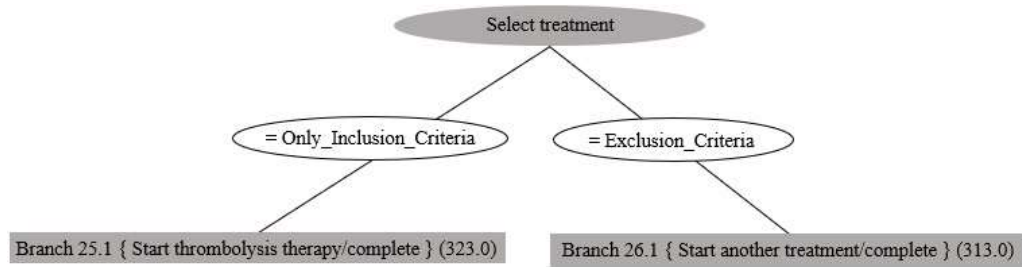 Select treatment
= Only_Inclusion_Criteria
= Exclusion_Criteria
Branch 25.1 { Start thrombolysis therapy/complete } (323.0)
Branch 26.1 { Start another treatment/complete } (313.0)